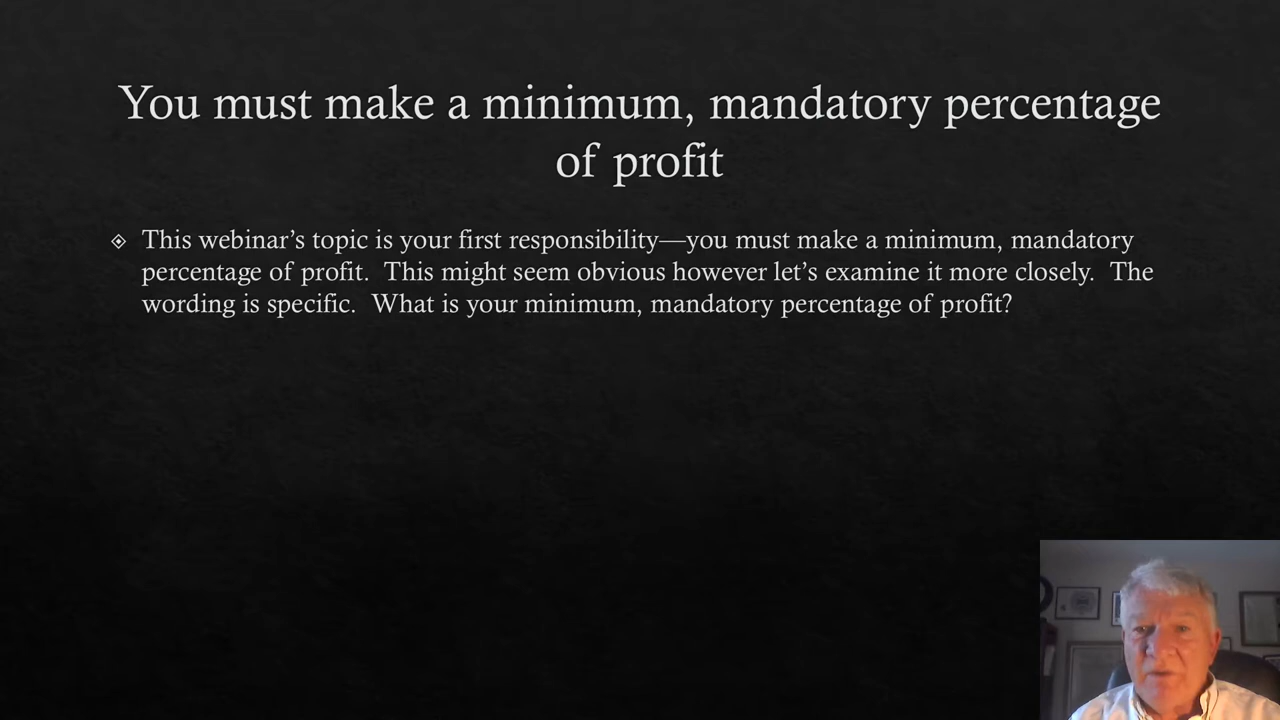 You must make a minimum, mandatory percentage
of profit
This webinar’s topic is your first responsibility—you must make a minimum, mandatory
percentage of profit.  This might seem obvious however let’s examine it more closely.  The
wording is specific.  What is your minimum, mandatory percentage of profit?